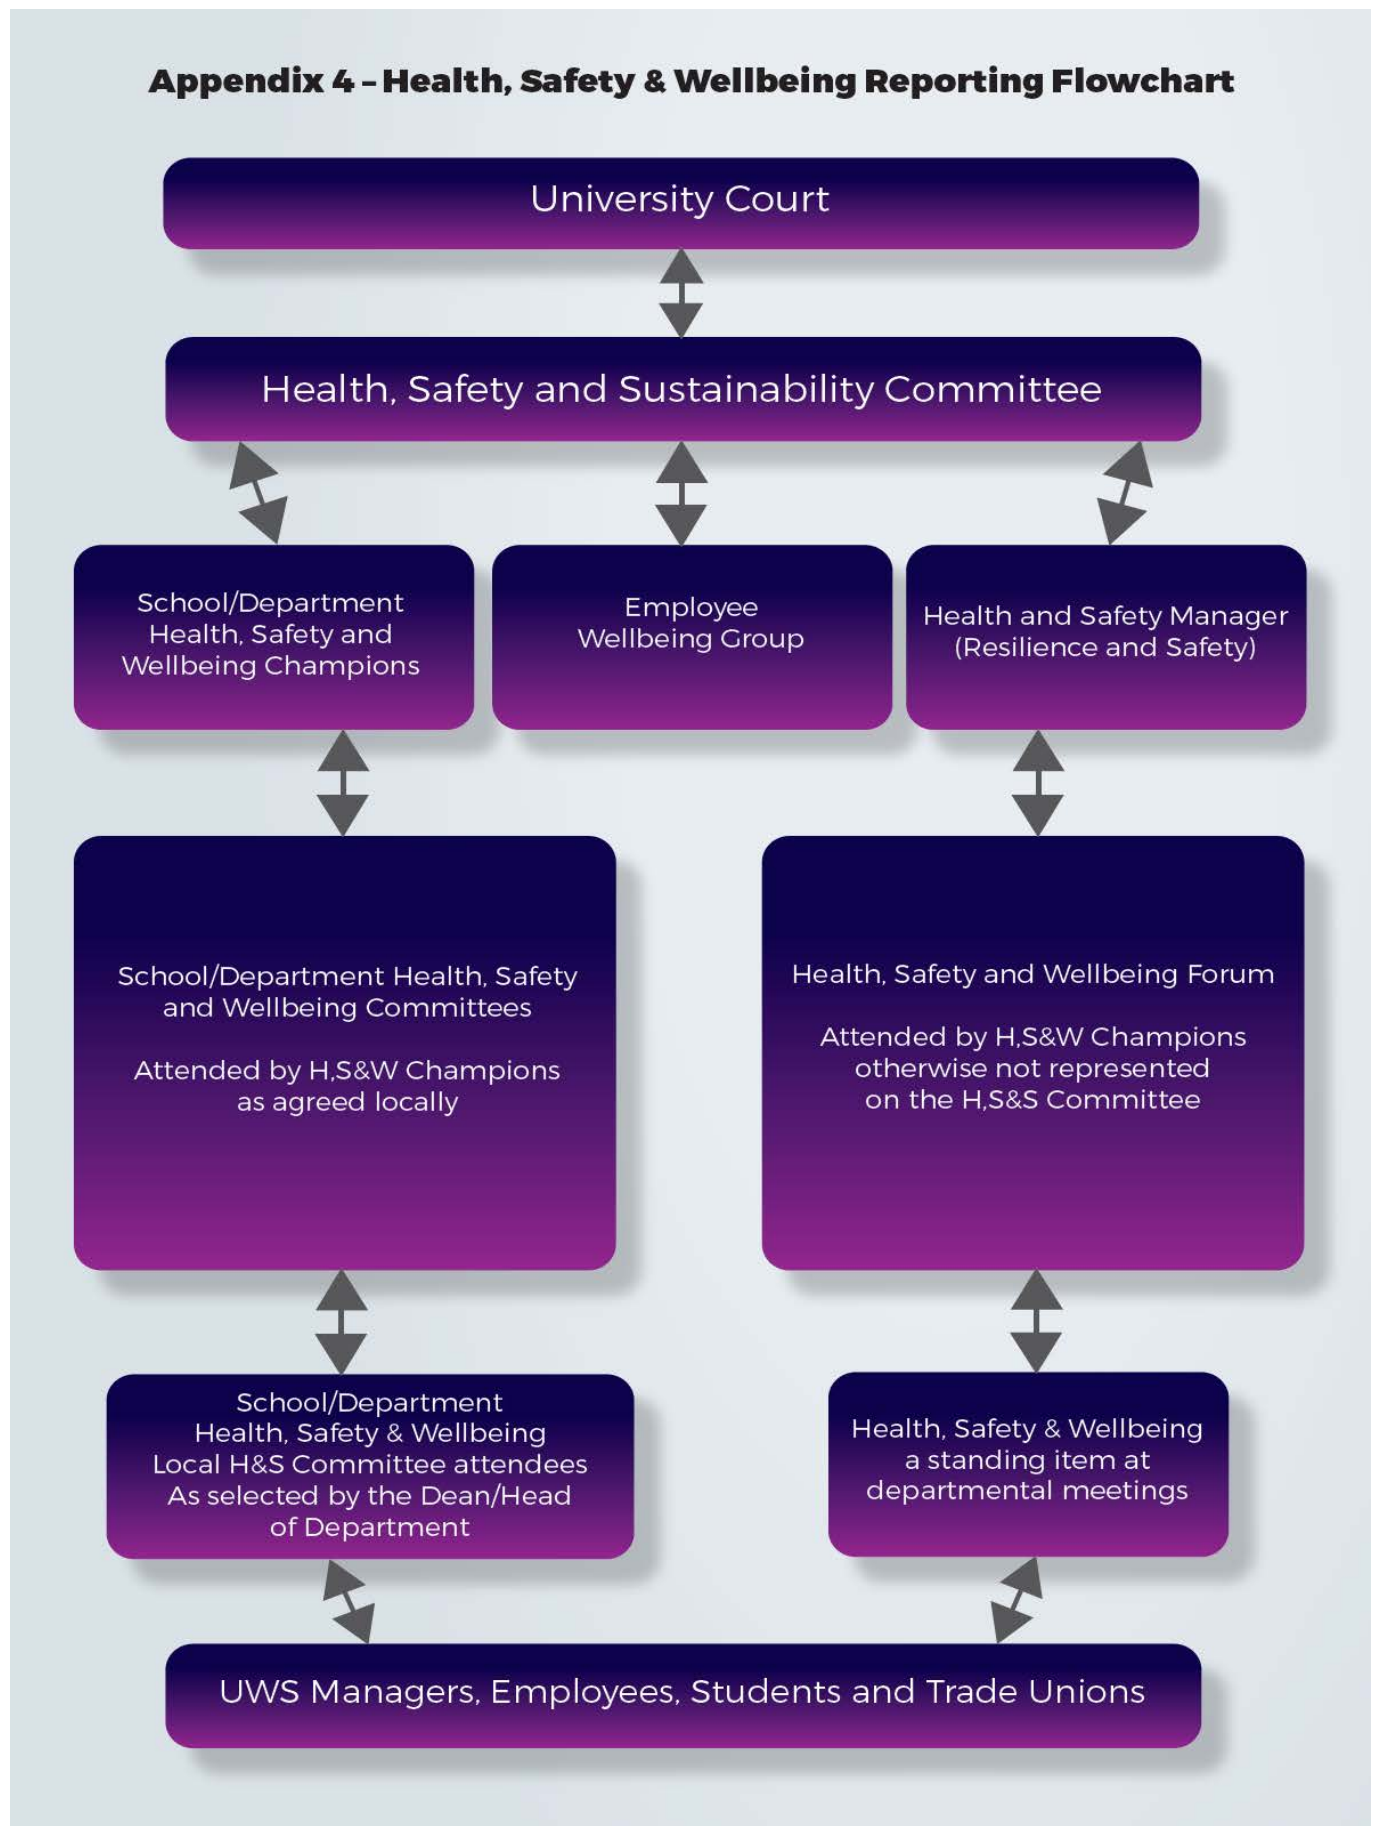 Appendix 4 – Health, Safety & Wellbeing Reporting Flowchart
University Court
Health, Safety and Sustainability Committee
School/Department
Health, Safety and
Wellbeing Champions
Employee
Wellbeing Group
Health and Safety Manager
(Resilience and Safety)
School/Department Health, Safety
and Wellbeing Committees
Attended by H,S&W Champions
as agreed locally
Health, Safety and Wellbeing Forum
Attended by H,S&W Champions
otherwise not represented
on the H,S&S Committee
School/Department
Health, Safety & Wellbeing
Local H&S Committee attendees
As selected by the Dean/Head
of Department
Health, Safety & Wellbeing
a standing item at
departmental meetings
UWS Managers, Employees, Students and Trade Unions